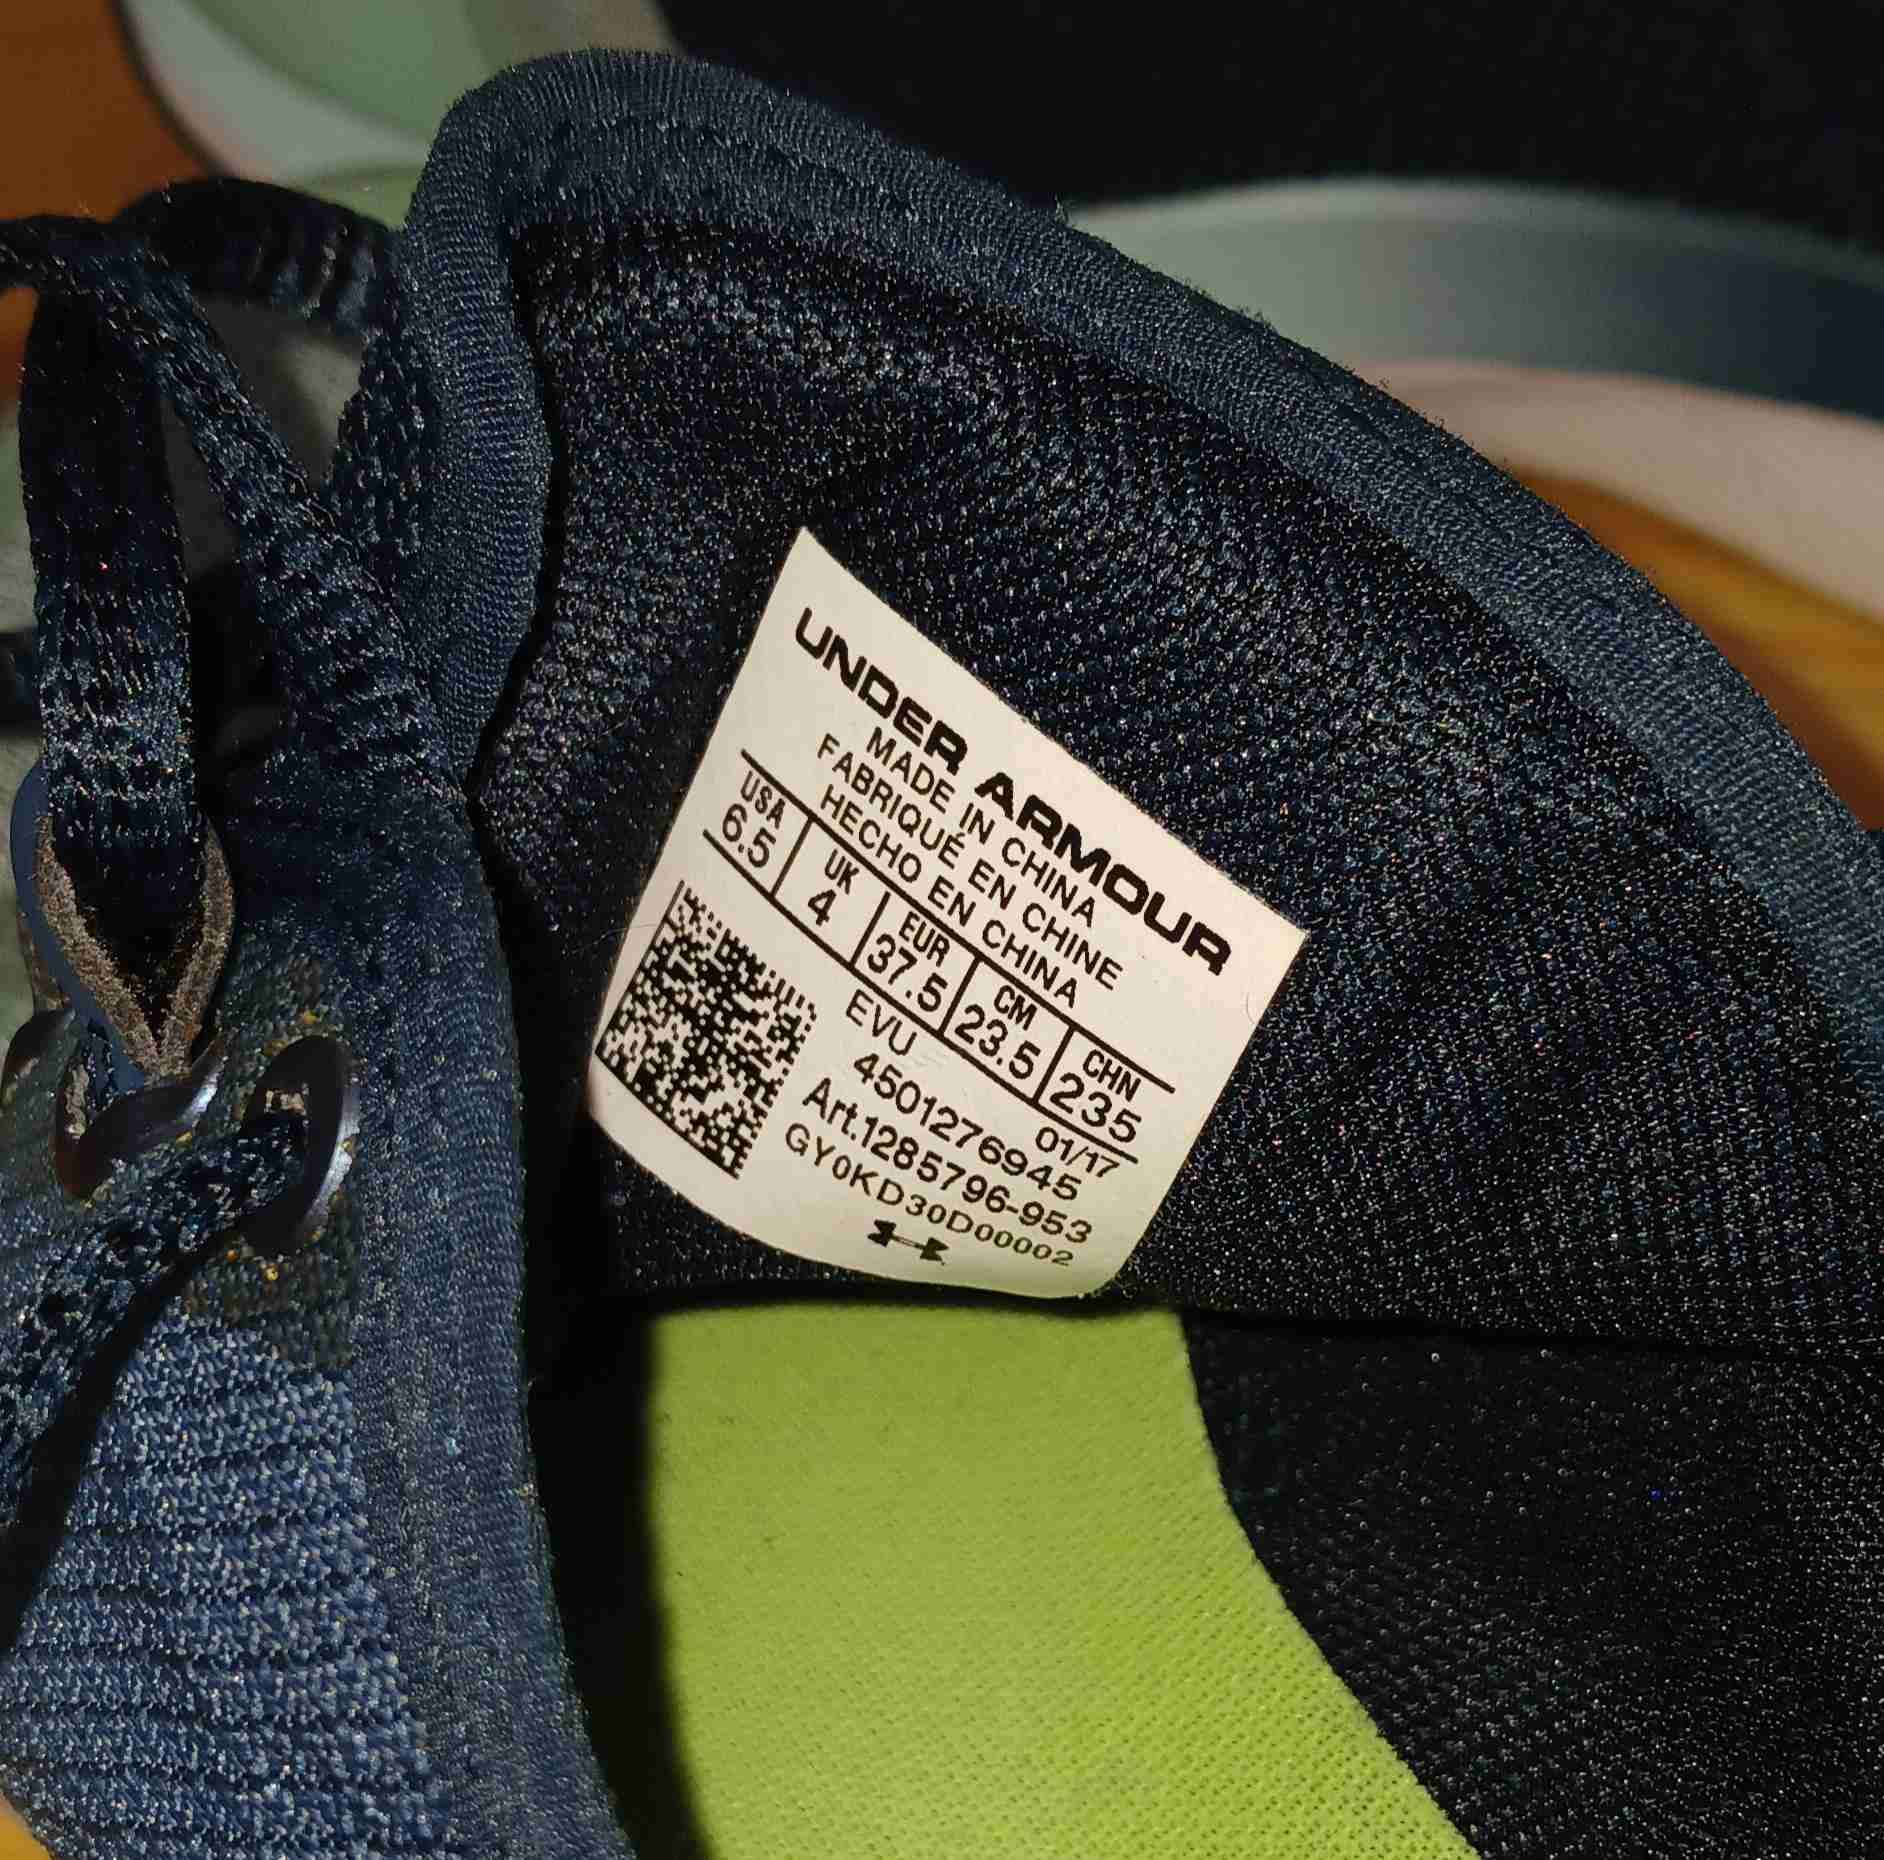 UNDER ARMOUR
MADE IN CHINA
FABRIQUÉ EN CHINE
HECHO EN CHINA
USA UK EUR CM CHN
6.5 4 37.5 23.5 235
EVU 01/17
4501276945
Art.1285796-953
GY0KD30D00002